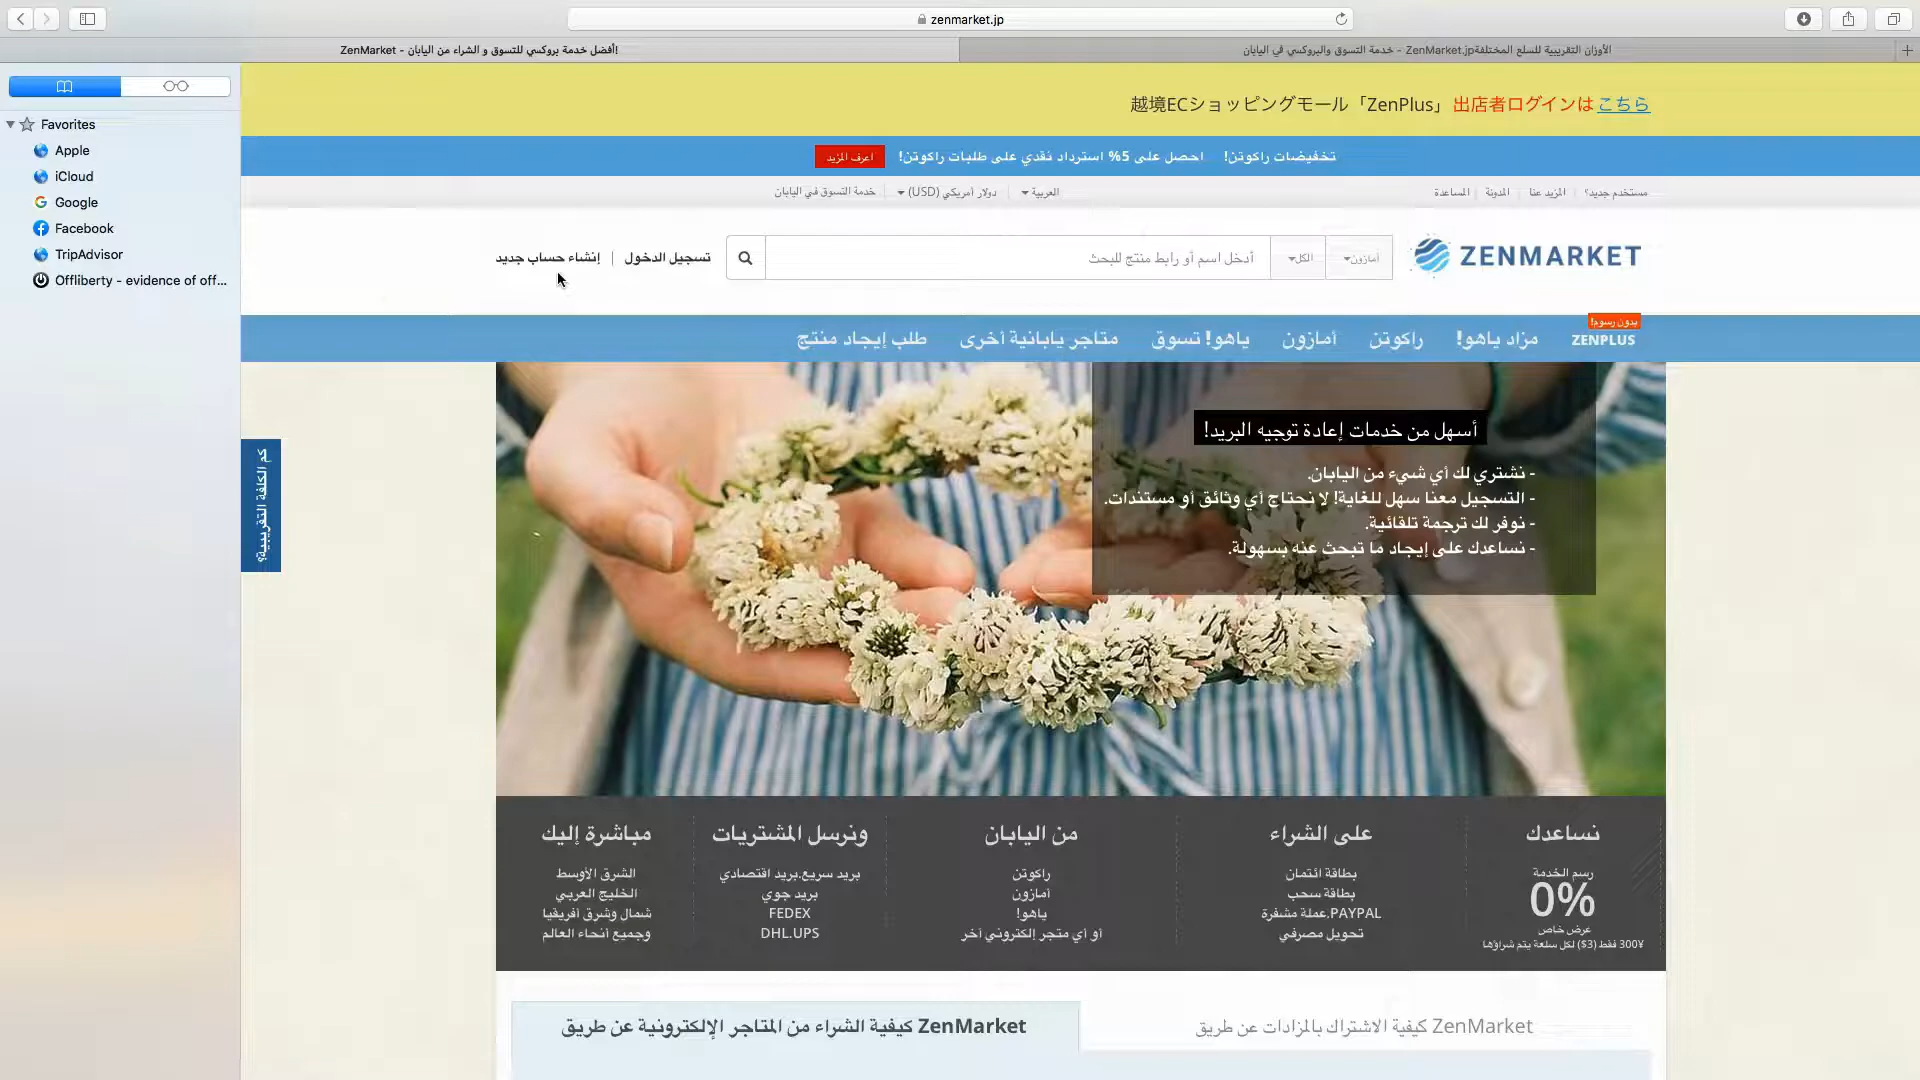 zenmarket.jp
ZenMarket - أفضل خدمة بروكسي للتسوق و الشراء من اليابان!
الأوزان التقريبية للسلع المختلفةZenMarket.jp - خدمة التسوق والبروكسي في اليابان
Favorites
Apple
iCloud
Google
Facebook
TripAdvisor
Offliberty - evidence of off...
越境ECショッピングモール「ZenPlus」 出店者ログインは こちら
تخفيضات راكوتن! احصل على 5% استرداد نقدي على طلبات راكوتن! اعرف المزيد
مستخدم جديد؟ المزيد عنا المدونة المساعدة
العربية دولار أمريكي (USD) خدمة التسوق في اليابان
ZENMARKET
أمازون الكل أدخل اسم أو رابط منتج للبحث
تسجيل الدخول | إنشاء حساب جديد
بدون رسوم!
ZENPLUS مزاد ياهو! راكوتن أمازون ياهو! تسوق متاجر يابانية أخرى طلب إيجاد منتج
أسهل من خدمات إعادة توجيه البريد!
- نشتري لك أي شيء من اليابان.
- التسجيل معنا سهل للغاية! لا نحتاج أي وثائق أو مستندات.
- نوفر لك ترجمة تلقائية.
- نساعدك على إيجاد ما تبحث عنه بسهولة.
كم الكلفة التقريبية؟
نساعدك
رسم الخدمة
0%
عرض خاص
300¥ فقط (3$) لكل سلعة يتم شراؤها
على الشراء
بطاقة ائتمان
بطاقة سحب
PAYPAL,عملة مشفرة
تحويل مصرفي
من اليابان
راكوتن
أمازون
ياهو!
أو أي متجر إلكتروني آخر
ونرسل المشتريات
بريد سريع,بريد اقتصادي
بريد جوي
FEDEX
DHL.UPS
مباشرة إليك
الشرق الأوسط
الخليج العربي
شمال وشرق أفريقيا
وجميع أنحاء العالم
ZenMarket كيفية الاشتراك بالمزادات عن طريق
ZenMarket كيفية الشراء من المتاجر الإلكترونية عن طريق